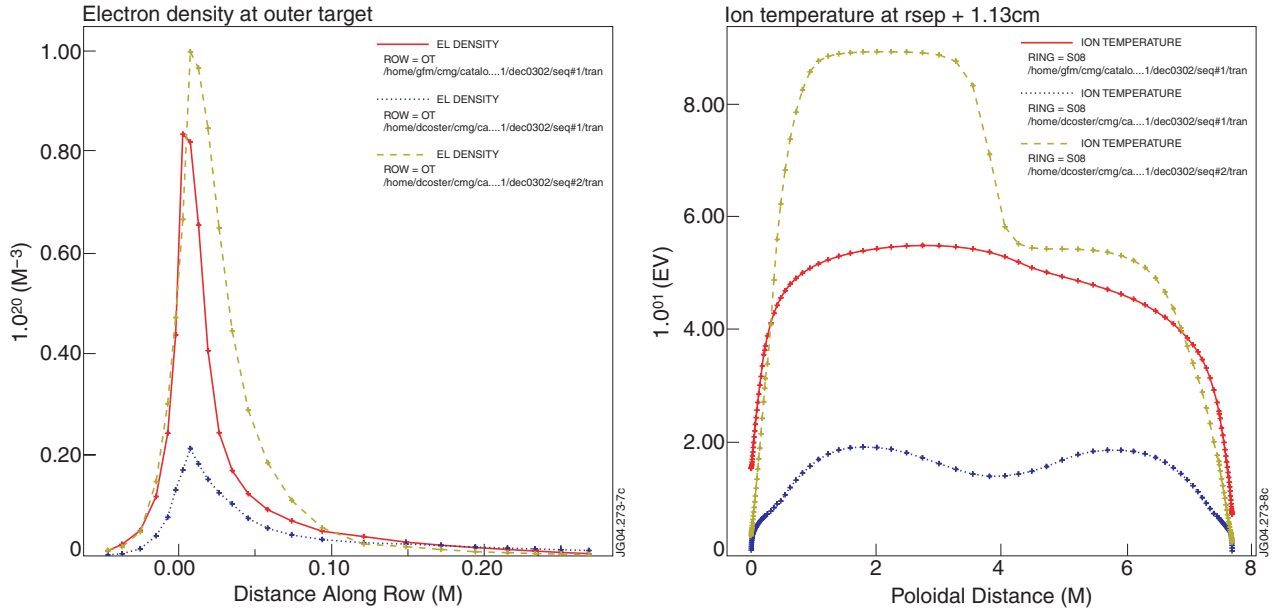 Electron density at outer target
1.00
0.80
0.60
0.40
0.20
0
1.0²⁰ (M⁻³)
EL DENSITY
ROW = OT
/home/gfm/cmg/catalo....1/dec0302/seq#1/tran
EL DENSITY
ROW = OT
/home/dcoster/cmg/ca....1/dec0302/seq#1/tran
EL DENSITY
ROW = OT
/home/dcoster/cmg/ca....1/dec0302/seq#2/tran
JG04.273-7c
0.00 0.10 0.20
Distance Along Row (M)
Ion temperature at rsep + 1.13cm
8.00
6.00
4.00
2.00
0
1.0⁰¹ (EV)
ION TEMPERATURE
RING = S08
/home/gfm/cmg/catalo....1/dec0302/seq#1/tran
ION TEMPERATURE
RING = S08
/home/dcoster/cmg/ca....1/dec0302/seq#1/tran
ION TEMPERATURE
RING = S08
/home/dcoster/cmg/ca....1/dec0302/seq#2/tran
JG04.273-8c
0 2 4 6 8
Poloidal Distance (M)